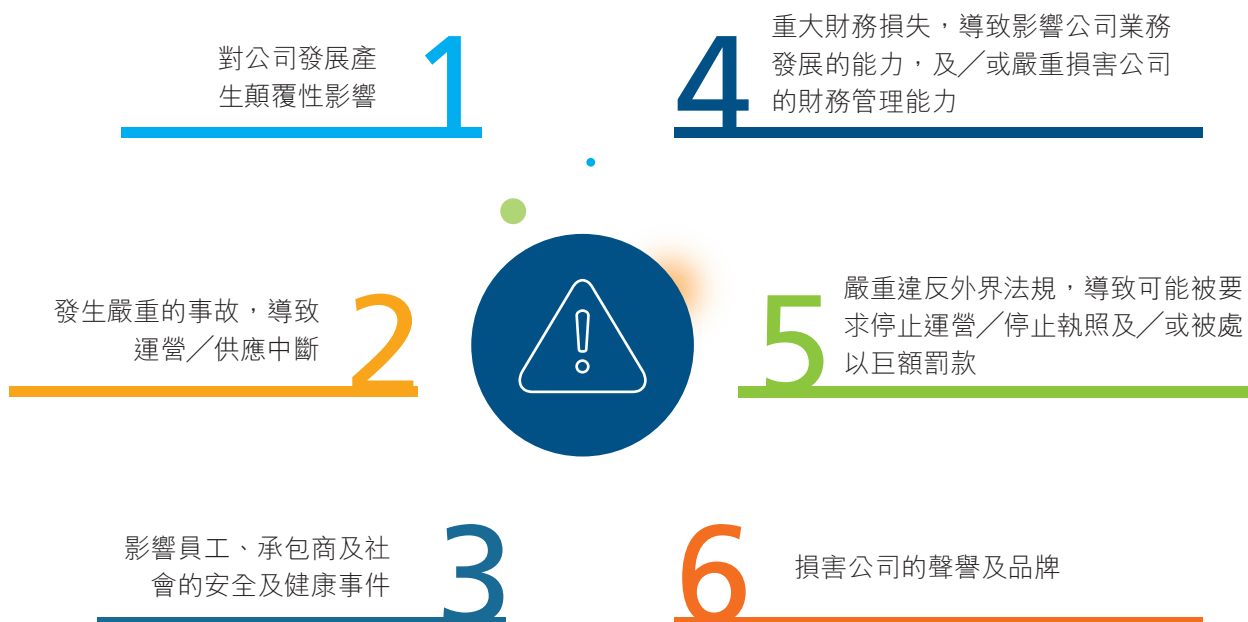 對公司發展產
生顛覆性影響
1
發生嚴重的事故，導致
運營／供應中斷
2
影響員工、承包商及社
會的安全及健康事件
3
4
重大財務損失，導致影響公司業務
發展的能力，及／或嚴重損害公司
的財務管理能力
5
嚴重違反外界法規，導致可能被要
求停止運營／停止執照及／或被處
以巨額罰款
6
損害公司的聲譽及品牌